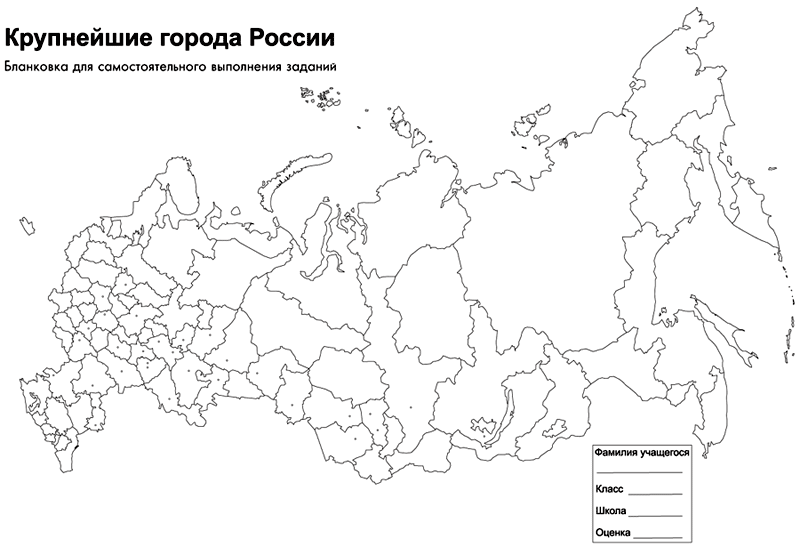 Крупнейшие города России
Бланковка для самостоятельного выполнения заданий
Фамилия учащегося
Класс
Школа
Оценка